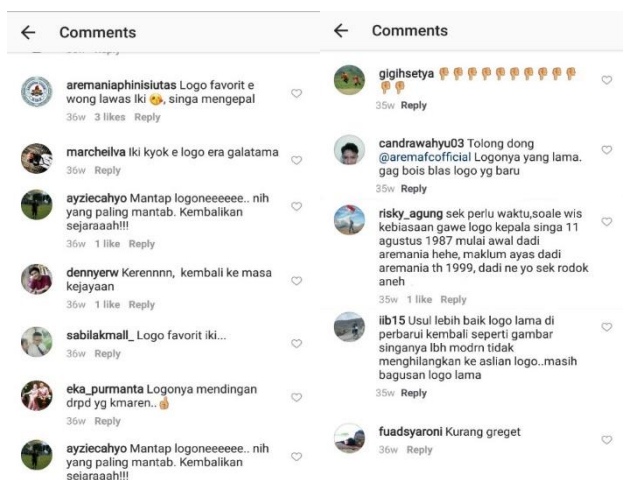 Comments
aremaniaphinisiutas Logo favorit e
wong lawas Iki 😘, singa mengepal
36w 3 likes Reply
marcheilva Iki kyok e logo era galatama
36w Reply
ayziecahyo Mantap logoneeeeee.. nih
yang paling mantab. Kembalikan
sejaraaah!!!
36w 1 like Reply
dennyerw Kerennnn, kembali ke masa
kejayaan
36w 1 like Reply
sabilakmall_ Logo favorit iki...
36w Reply
eka_purmanta Logonya mendingan
drpd yg kmaren..👍
36w Reply
ayziecahyo Mantap logoneeeeee.. nih
yang paling mantab. Kembalikan
sejaraaah!!!
Comments
gigihsetya 👎👎👎👎👎👎👎👎👎👎
👎👎
35w Reply
candrawahyu03 Tolong dong
@aremafcofficial Logonya yang lama.
gag bois blas logo yg baru
35w Reply
risky_agung sek perlu waktu,soale wis
kebiasaan gawe logo kepala singa 11
agustus 1987 mulai awal dadi
aremania hehe, maklum ayas dadi
aremania th 1999, dadi ne yo sek rodok
aneh
35w 1 like Reply
iib15 Usul lebih baik logo lama di
perbarui kembali seperti gambar
singanya lbh modrn tidak
menghilangkan ke aslian logo..masih
bagusan logo lama
35w Reply
fuadsyaroni Kurang greget
36w Reply